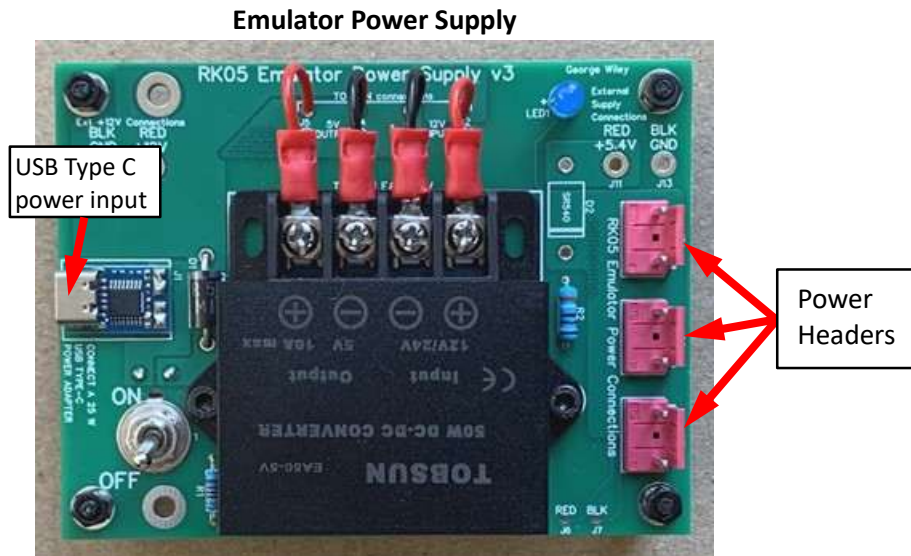 Emulator Power Supply
RK05 Emulator Power Supply v3
George Wiley
Ext +12V Connections
BLK RED
GND
LED1
External
Supply
Connections
RED BLK
+5.4V GND
J11 J13
5V 12V
USB Type C
power input
J1
D1
SR540
D2
R2
RK05 Emulator Power Connections
Power
Headers
CONNECT A 25 W
USB TYPE-C
POWER ADAPTER
ON
OFF
12V/24V 5V 10A max
Input Output
50W DC-DC CONVERTER
EA50-5V
TOBSUN
R1
RED BLK
J6 J7